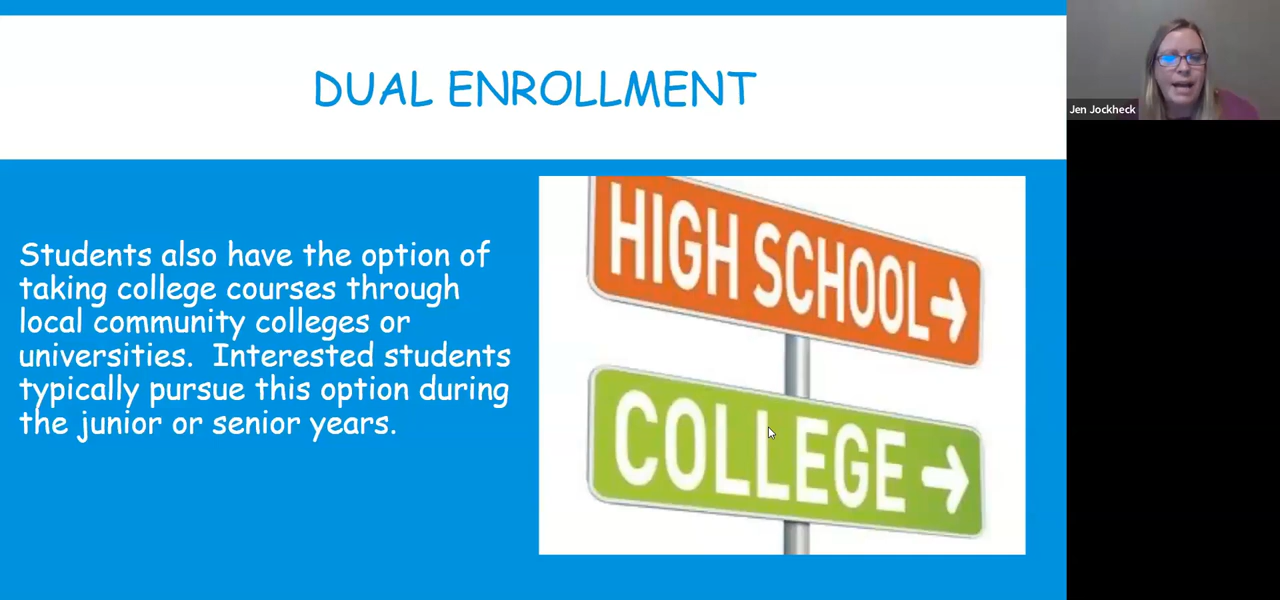 DUAL ENROLLMENT
Students also have the option of
taking college courses through
local community colleges or
universities.  Interested students
typically pursue this option during
the junior or senior years.
HIGH SCHOOL →
COLLEGE →
Jen Jockheck